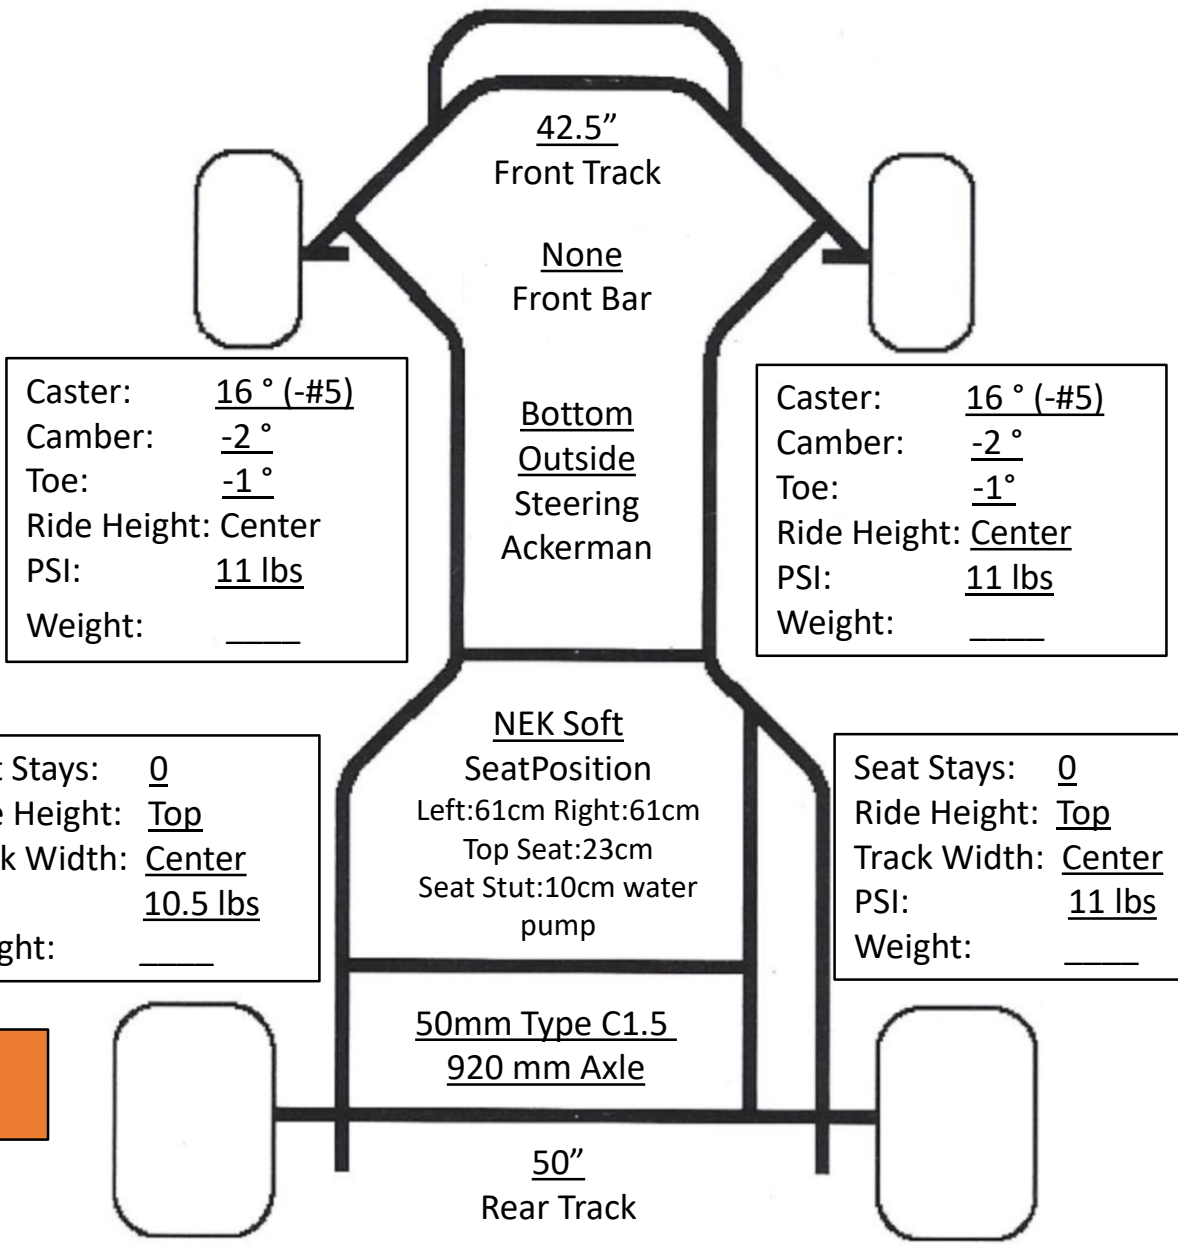 42.5”
Front Track
None
Front Bar
Caster: 16 ° (-#5)
Camber: -2 °
Toe: -1 °
Ride Height: Center
PSI: 11 lbs
Weight: ____
Bottom
Outside
Steering
Ackerman
Caster: 16 ° (-#5)
Camber: -2 °
Toe: -1°
Ride Height: Center
PSI: 11 lbs
Weight: ____
Stays: 0
Height: Top
Width: Center
10.5 lbs
____
NEK Soft
SeatPosition
Left:61cm Right:61cm
Top Seat:23cm
Seat Stut:10cm water
pump
Seat Stays: 0
Ride Height: Top
Track Width: Center
PSI: 11 lbs
Weight: ____
50mm Type C1.5
920 mm Axle
50”
Rear Track